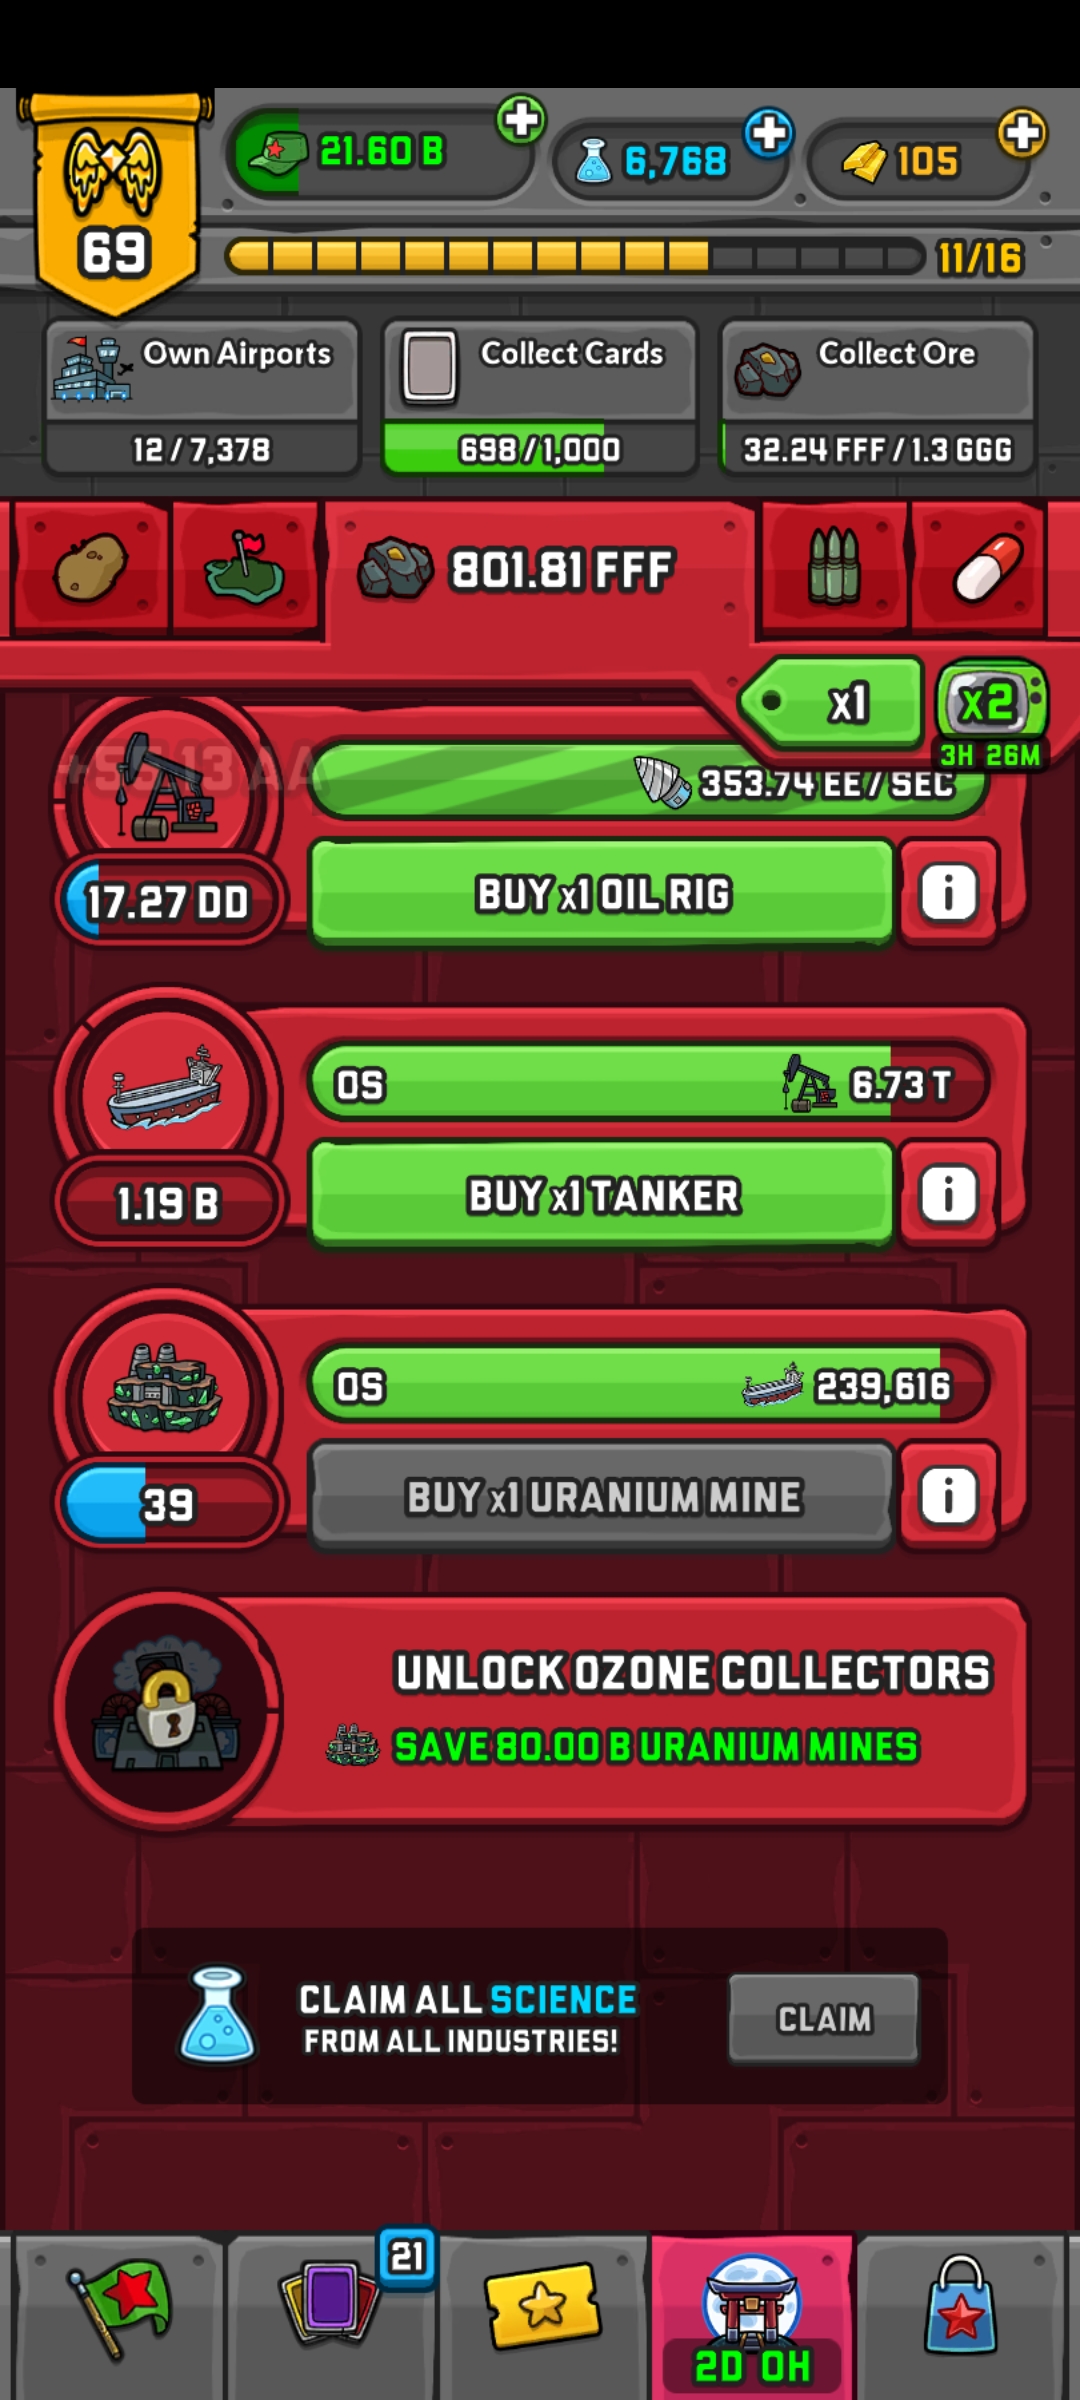 69
21.60 B
6,768
105
11/16
Own Airports
12 / 7,378
Collect Cards
698 / 1,000
Collect Ore
32.24 FFF / 1.3 GGG
801.81 FFF
x1
x2
3H 26M
353.74 EE / SEC
17.27 DD
BUY x1 OIL RIG
i
0S
6.73 T
1.19 B
BUY x1 TANKER
i
0S
239,616
39
BUY x1 URANIUM MINE
i
UNLOCK OZONE COLLECTORS
SAVE 80.00 B URANIUM MINES
CLAIM ALL SCIENCE
FROM ALL INDUSTRIES!
CLAIM
21
2D 0H